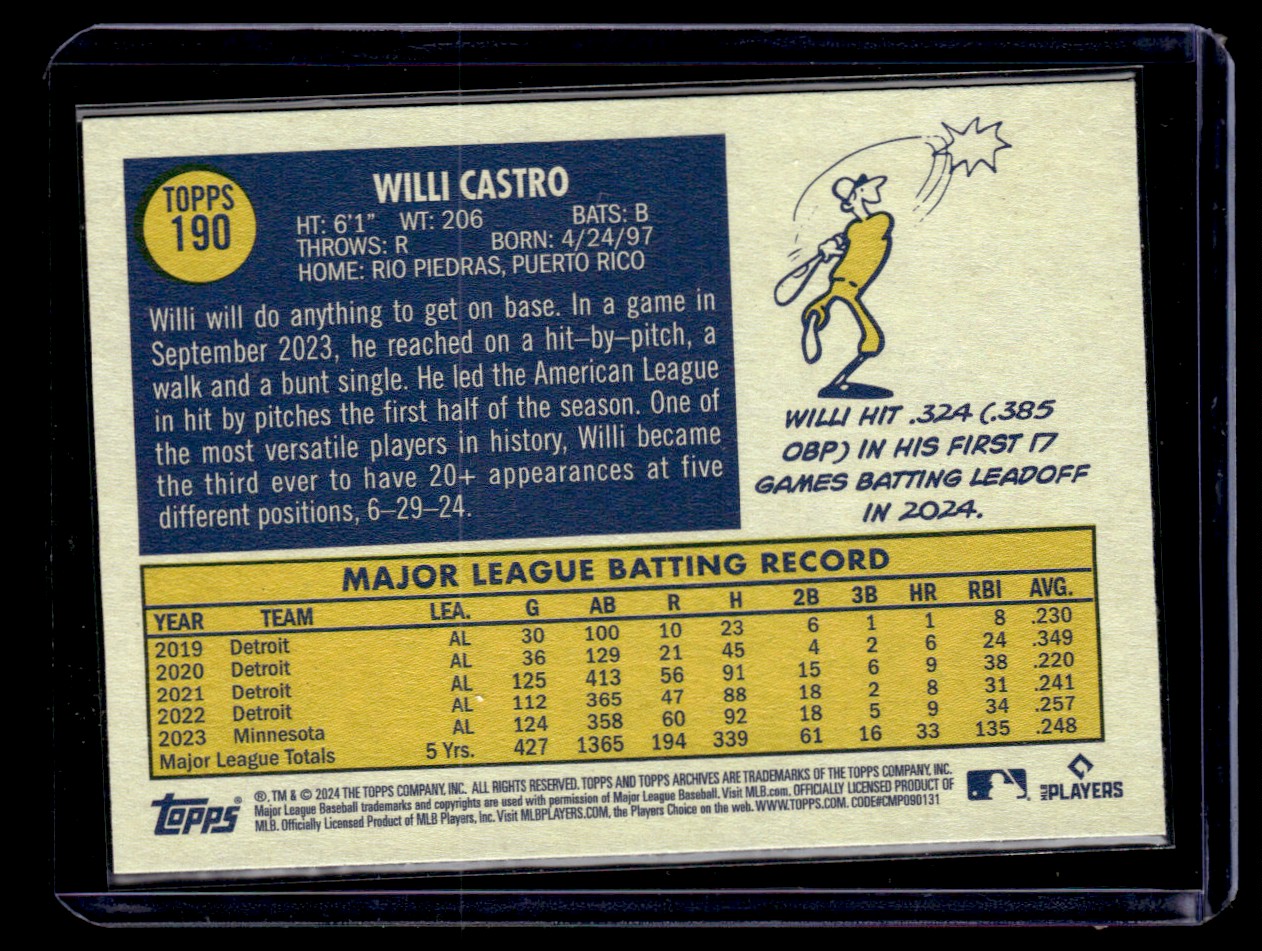 TOPPS
190
WILLI CASTRO
HT: 6'1" WT: 206 BATS: B
THROWS: R BORN: 4/24/97
HOME: RIO PIEDRAS, PUERTO RICO
Willi will do anything to get on base. In a game in
September 2023, he reached on a hit–by–pitch, a
walk and a bunt single. He led the American League
in hit by pitches the first half of the season. One of
the most versatile players in history, Willi became
the third ever to have 20+ appearances at five
different positions, 6–29–24.
WILLI HIT .324 (.385
OBP) IN HIS FIRST 17
GAMES BATTING LEADOFF
IN 2024.
MAJOR LEAGUE BATTING RECORD
YEAR TEAM LEA. G AB R H 2B 3B HR RBI AVG.
2019 Detroit AL 30 100 10 23 6 1 1 8 .230
2020 Detroit AL 36 129 21 45 4 2 6 24 .349
2021 Detroit AL 125 413 56 91 15 6 9 38 .220
2022 Detroit AL 112 365 47 88 18 2 8 31 .241
2023 Minnesota AL 124 358 60 92 18 5 9 34 .257
Major League Totals 5 Yrs. 427 1365 194 339 61 16 33 135 .248
topps®
®, TM & © 2024 THE TOPPS COMPANY, INC. ALL RIGHTS RESERVED. TOPPS AND TOPPS ARCHIVES ARE TRADEMARKS OF THE TOPPS COMPANY, INC.
Major League Baseball trademarks and copyrights are used with permission of Major League Baseball. Visit MLB.com. OFFICIALLY LICENSED PRODUCT OF
MLB. Officially Licensed Product of MLB Players, Inc. Visit MLBPLAYERS.COM, the Players Choice on the web. WWW.TOPPS.COM. CODE#CMP090131
MLB PLAYERS